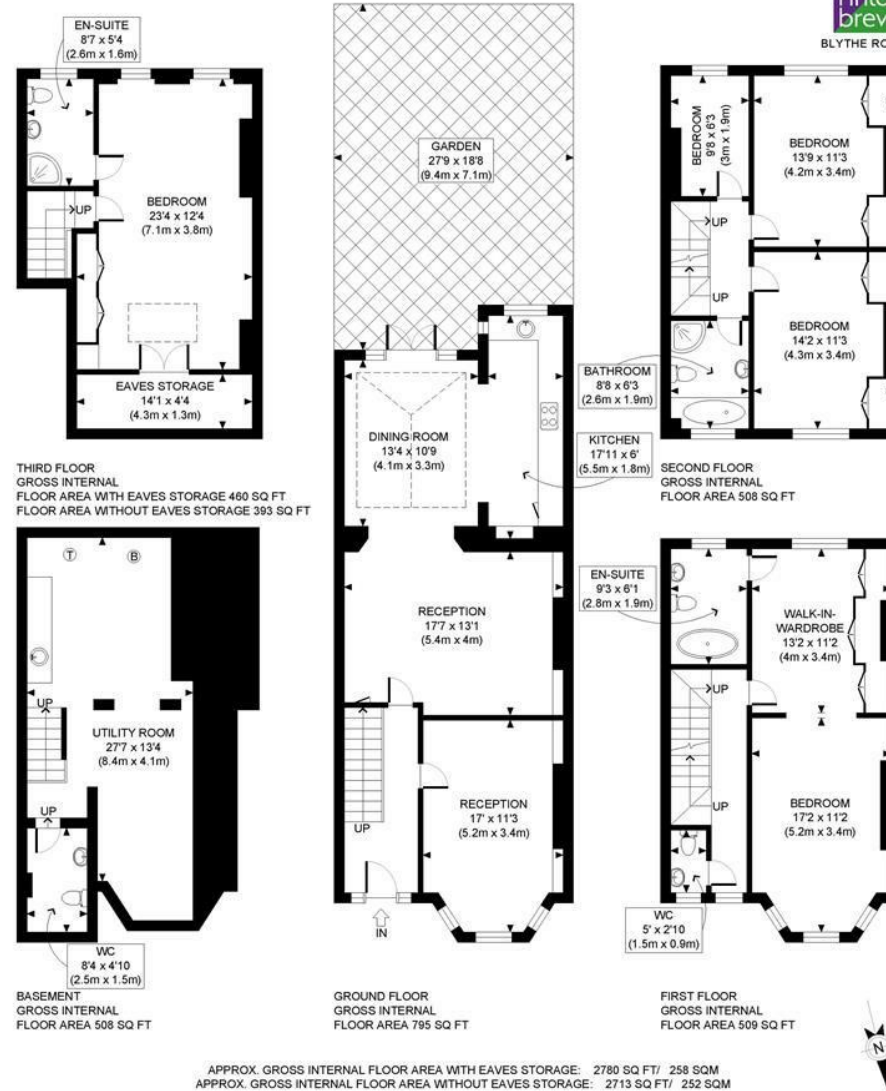 brew
BLYTHE RO
EN-SUITE
8'7 x 5'4
(2.6m x 1.6m)
BEDROOM
23'4 x 12'4
(7.1m x 3.8m)
UP
EAVES STORAGE
14'1 x 4'4
(4.3m x 1.3m)
THIRD FLOOR
GROSS INTERNAL
FLOOR AREA WITH EAVES STORAGE 460 SQ FT
FLOOR AREA WITHOUT EAVES STORAGE 393 SQ FT
GARDEN
27'9 x 18'8
(9.4m x 7.1m)
DINING ROOM
13'4 x 10'9
(4.1m x 3.3m)
KITCHEN
17'11 x 6'
(5.5m x 1.8m)
RECEPTION
17'7 x 13'1
(5.4m x 4m)
RECEPTION
17' x 11'3
(5.2m x 3.4m)
UP
IN
GROUND FLOOR
GROSS INTERNAL
FLOOR AREA 795 SQ FT
BEDROOM
9'8 x 6'3
(3m x 1.9m)
BEDROOM
13'9 x 11'3
(4.2m x 3.4m)
UP
UP
BEDROOM
14'2 x 11'3
(4.3m x 3.4m)
BATHROOM
8'8 x 6'3
(2.6m x 1.9m)
SECOND FLOOR
GROSS INTERNAL
FLOOR AREA 508 SQ FT
T
B
UP
UTILITY ROOM
27'7 x 13'4
(8.4m x 4.1m)
UP
WC
8'4 x 4'10
(2.5m x 1.5m)
BASEMENT
GROSS INTERNAL
FLOOR AREA 508 SQ FT
EN-SUITE
9'3 x 6'1
(2.8m x 1.9m)
WALK-IN-
WARDROBE
13'2 x 11'2
(4m x 3.4m)
UP
UP
BEDROOM
17'2 x 11'2
(5.2m x 3.4m)
WC
5' x 2'10
(1.5m x 0.9m)
FIRST FLOOR
GROSS INTERNAL
FLOOR AREA 509 SQ FT
N
APPROX. GROSS INTERNAL FLOOR AREA WITH EAVES STORAGE: 2780 SQ FT/ 258 SQM
APPROX. GROSS INTERNAL FLOOR AREA WITHOUT EAVES STORAGE: 2713 SQ FT/ 252 SQM